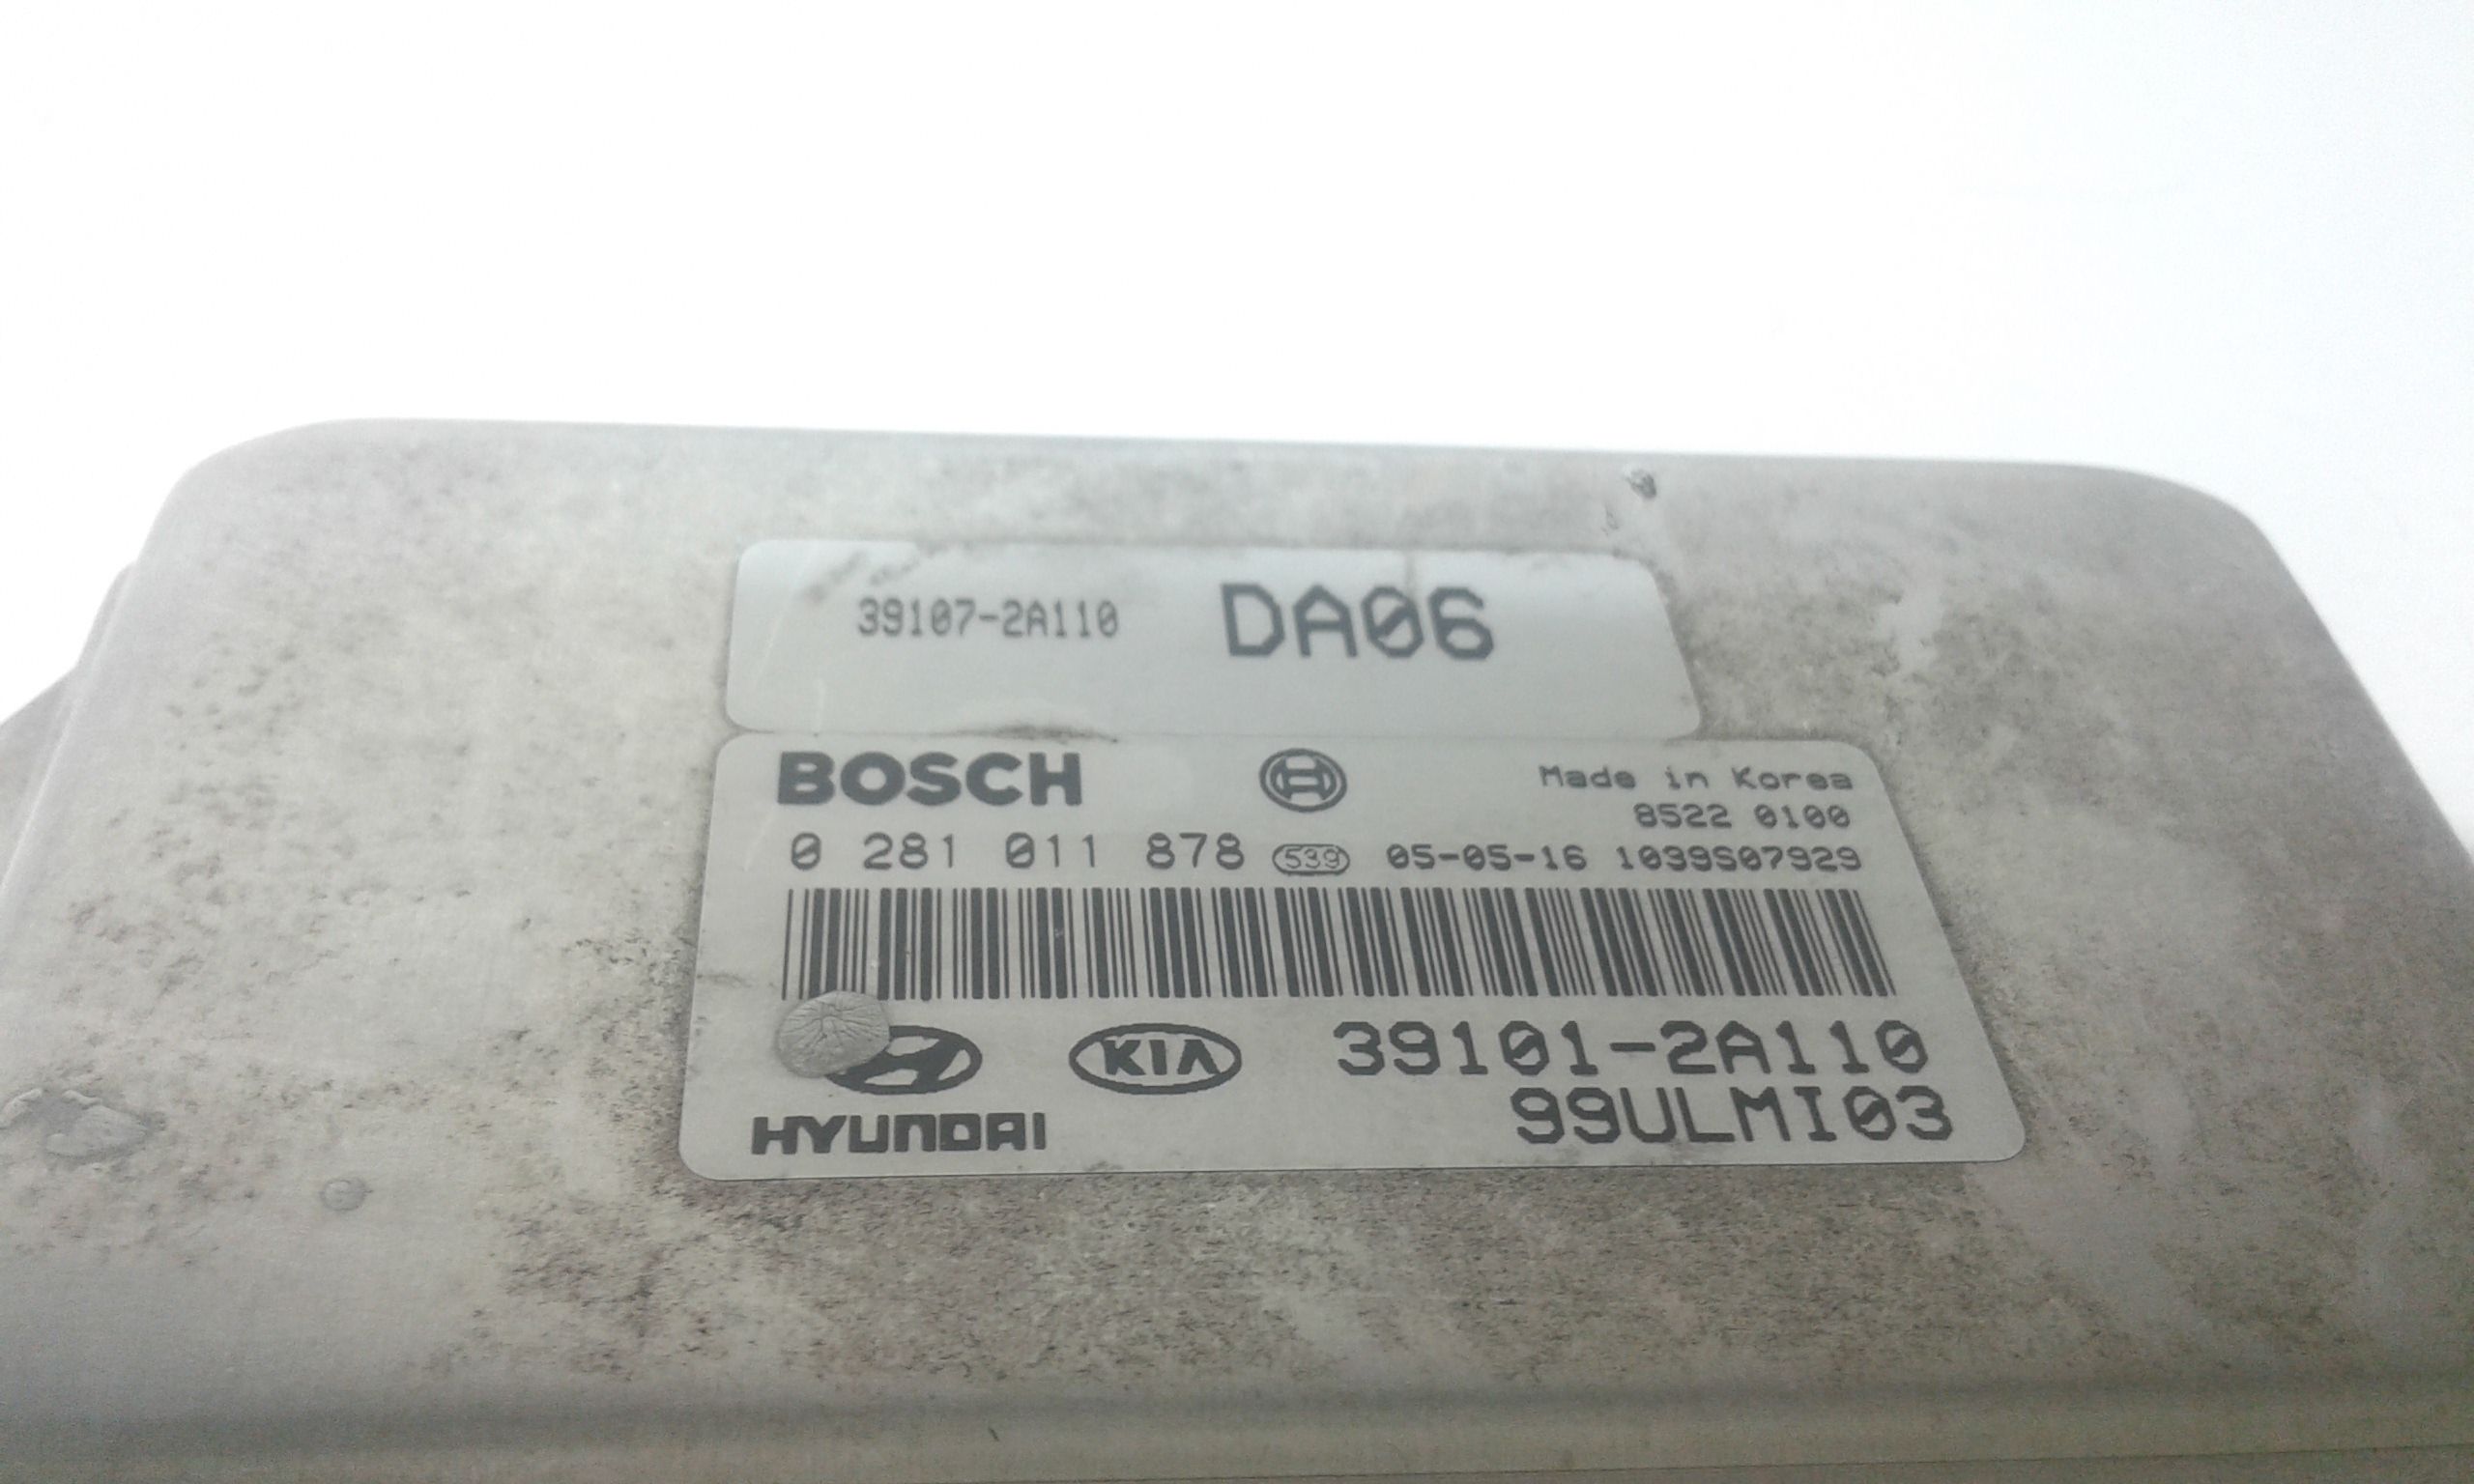 39107-2A110 DA06
BOSCH Made in Korea
8522 0100
0 281 011 878 539 05-05-16 1039S07929
KIA 39101-2A110
99ULMI03
HYUNDAI